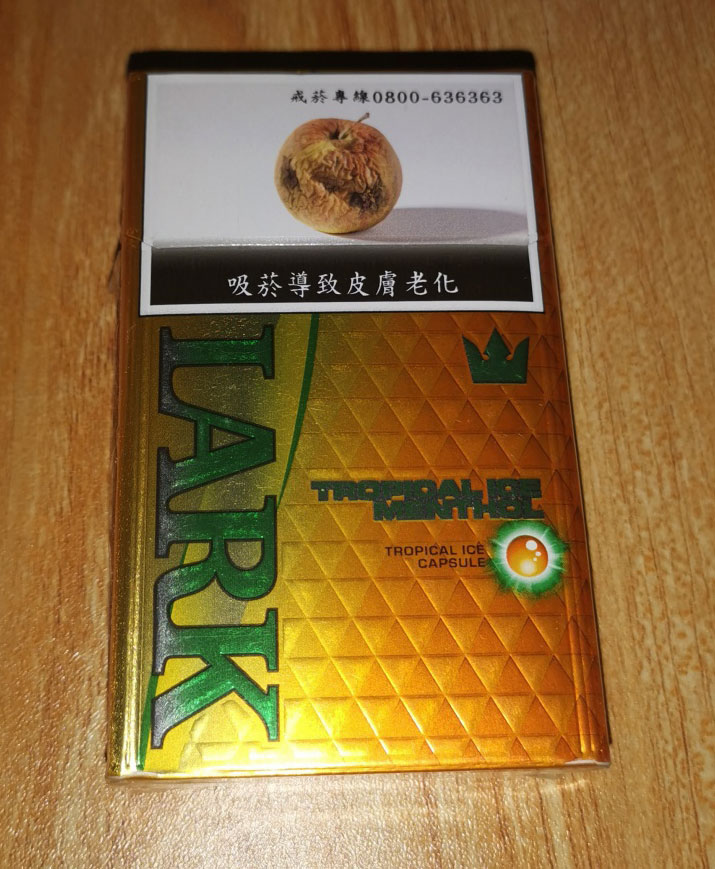 戒菸專線0800-636363
吸菸導致皮膚老化
LARK
TROPICAL ICE
MENTHOL
TROPICAL ICE
CAPSULE